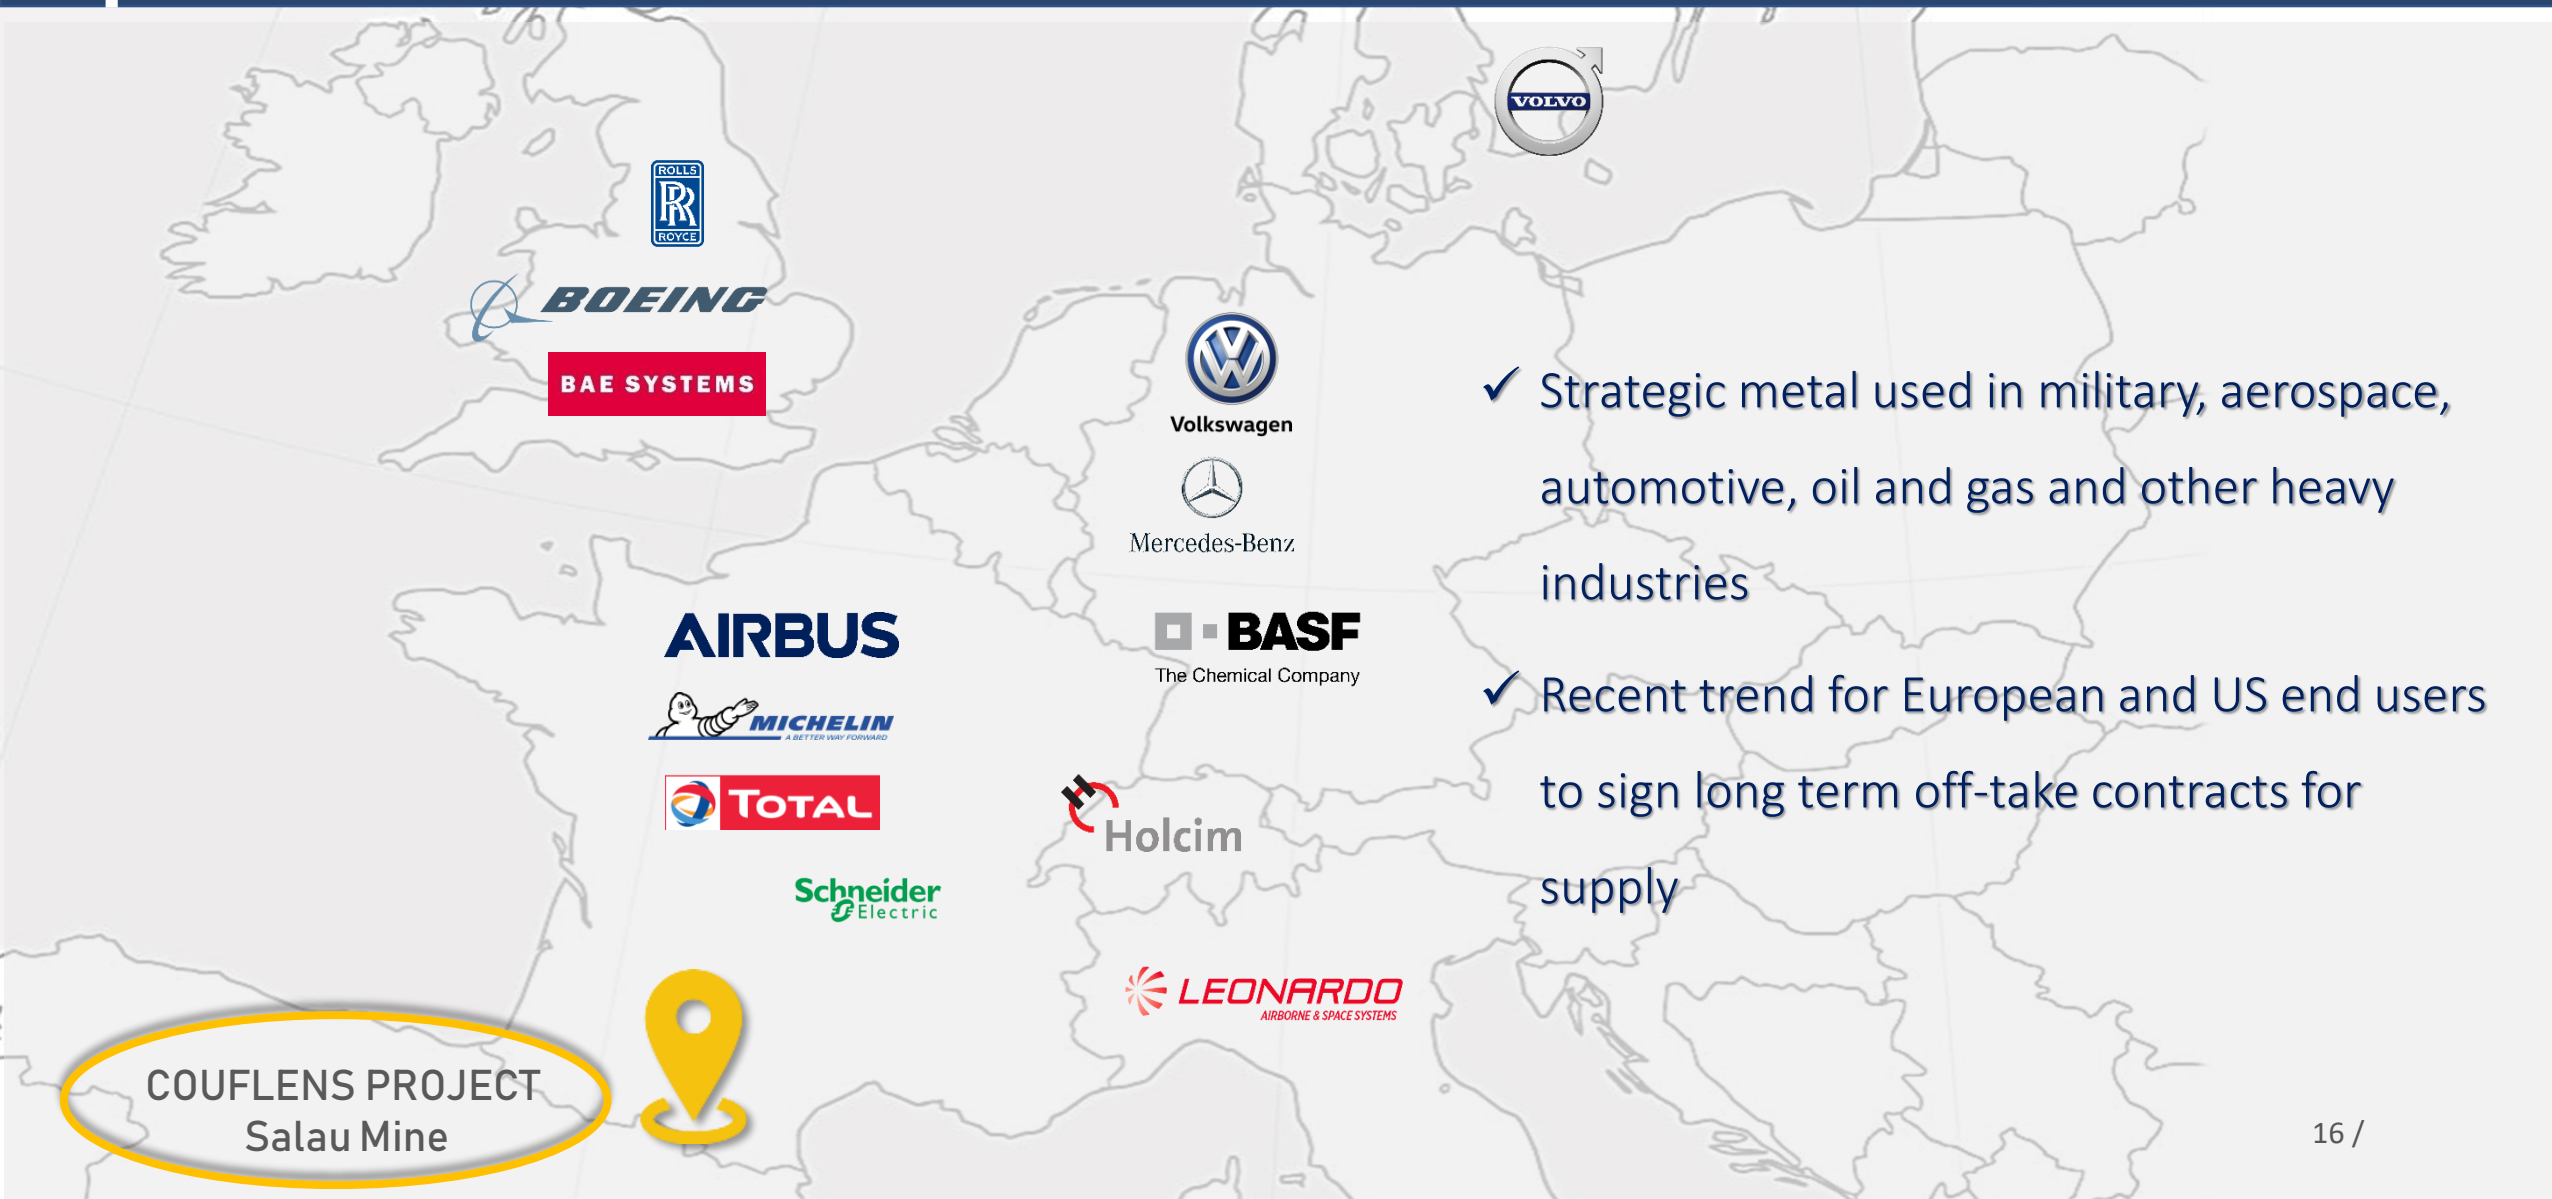 VOLVO
ROLLS
RR
ROYCE
BOEING
BAE SYSTEMS
Volkswagen
Mercedes-Benz
AIRBUS
MICHELIN
A BETTER WAY FORWARD
TOTAL
Schneider
Electric
BASF
The Chemical Company
Holcim
LEONARDO
AIRBORNE & SPACE SYSTEMS
✓ Strategic metal used in military, aerospace,
automotive, oil and gas and other heavy
industries
✓ Recent trend for European and US end users
to sign long term off-take contracts for
supply
COUFLENS PROJECT
Salau Mine
16 /